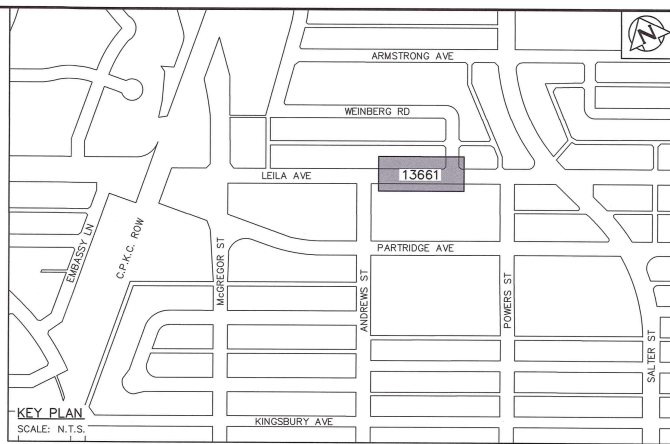 N
ARMSTRONG AVE
WEINBERG RD
LEILA AVE
13661
EMBASSY LN
C.P.K.C. ROW
McGREGOR ST
PARTRIDGE AVE
ANDREWS ST
POWERS ST
SALTER ST
KINGSBURY AVE
KEY PLAN
SCALE: N.T.S.